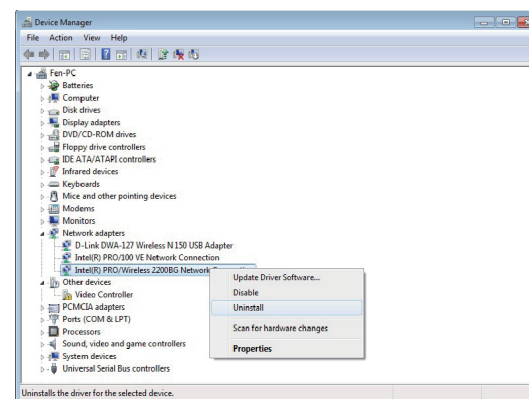 Device Manager
File Action View Help
Fen-PC
Batteries
Computer
Disk drives
Display adapters
DVD/CD-ROM drives
Floppy drive controllers
IDE ATA/ATAPI controllers
Infrared devices
Keyboards
Mice and other pointing devices
Modems
Monitors
Network adapters
D-Link DWA-127 Wireless N 150 USB Adapter
Intel(R) PRO/100 VE Network Connection
Intel(R) PRO/Wireless 2200BG Network
Update Driver Software...
Other devices
Disable
Video Controller
Uninstall
PCMCIA adapters
Ports (COM & LPT)
Scan for hardware changes
Processors
Sound, video and game controllers
Properties
System devices
Universal Serial Bus controllers
Uninstalls the driver for the selected device.